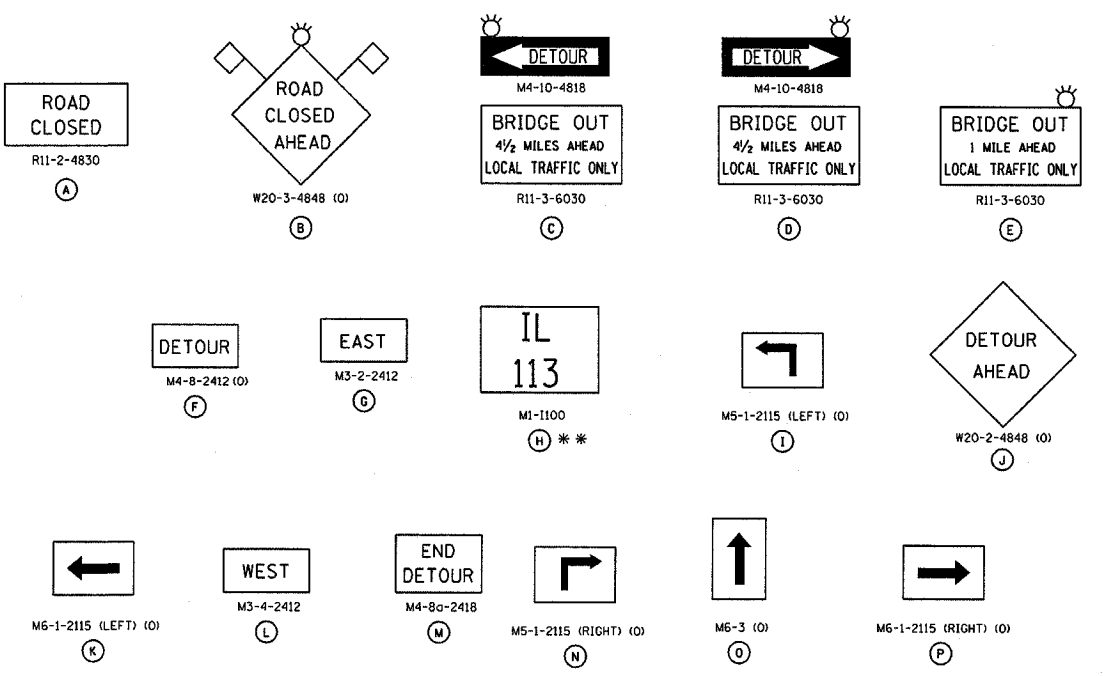 ROAD
CLOSED
R11-2-4830
A
ROAD
CLOSED
AHEAD
W20-3-4848 (O)
B
DETOUR
M4-10-4818
BRIDGE OUT
4½ MILES AHEAD
LOCAL TRAFFIC ONLY
R11-3-6030
C
DETOUR
M4-10-4818
BRIDGE OUT
4½ MILES AHEAD
LOCAL TRAFFIC ONLY
R11-3-6030
D
BRIDGE OUT
1 MILE AHEAD
LOCAL TRAFFIC ONLY
R11-3-6030
E
DETOUR
M4-8-2412 (O)
F
EAST
M3-2-2412
G
IL
113
M1-I100
H **
M5-1-2115 (LEFT) (O)
I
DETOUR
AHEAD
W20-2-4848 (O)
J
M6-1-2115 (LEFT) (O)
K
WEST
M3-4-2412
L
END
DETOUR
M4-8a-2418
M
M5-1-2115 (RIGHT) (O)
N
M6-3 (O)
O
M6-1-2115 (RIGHT) (O)
P